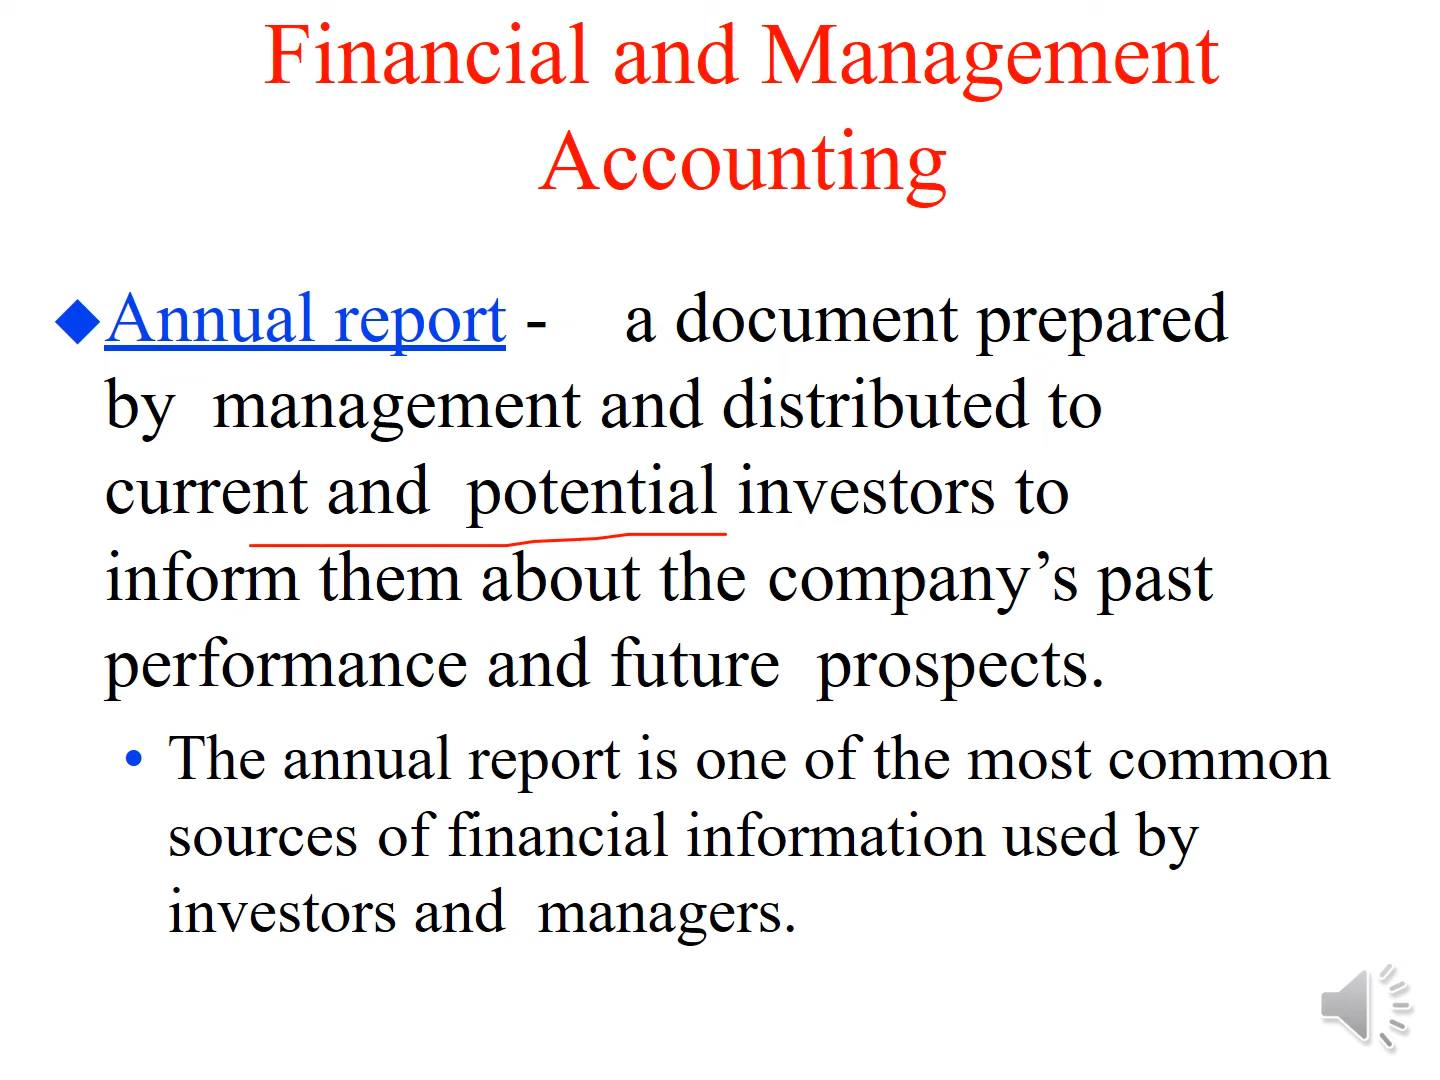 Financial and Management
Accounting
Annual report - a document prepared
by management and distributed to
current and potential investors to
inform them about the company’s past
performance and future prospects.
• The annual report is one of the most common
sources of financial information used by
investors and managers.